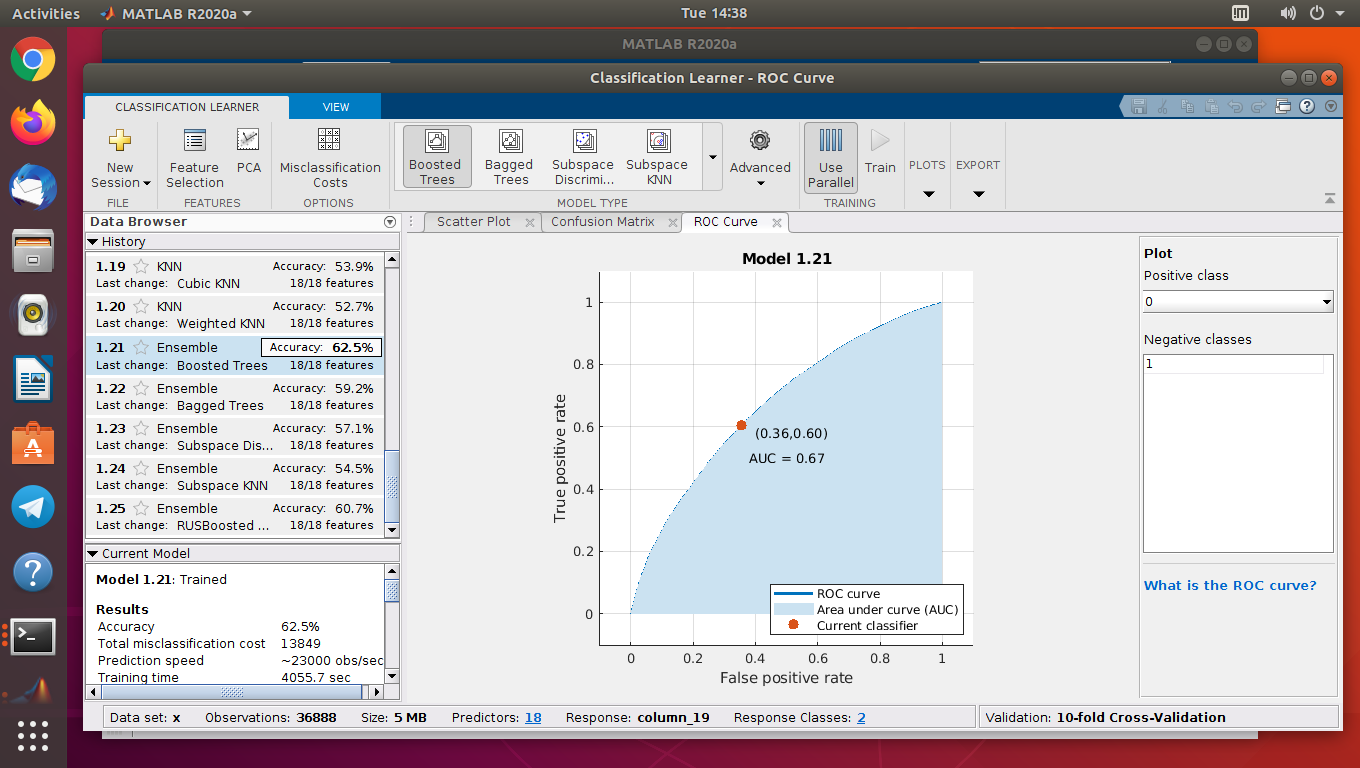 Activities MATLAB R2020a Tue 14:38
MATLAB R2020a
Classification Learner - ROC Curve
CLASSIFICATION LEARNER VIEW
New Session
Feature Selection
PCA
Misclassification Costs
Boosted Trees
Bagged Trees
Subspace Discrimi...
Subspace KNN
Advanced
Use Parallel
Train
PLOTS
EXPORT
FILE FEATURES OPTIONS MODEL TYPE TRAINING
Data Browser
Scatter Plot Confusion Matrix ROC Curve
History
1.19 KNN Accuracy: 53.9%
Last change: Cubic KNN 18/18 features
1.20 KNN Accuracy: 52.7%
Last change: Weighted KNN 18/18 features
1.21 Ensemble Accuracy: 62.5%
Last change: Boosted Trees 18/18 features
1.22 Ensemble Accuracy: 59.2%
Last change: Bagged Trees 18/18 features
1.23 Ensemble Accuracy: 57.1%
Last change: Subspace Dis... 18/18 features
1.24 Ensemble Accuracy: 54.5%
Last change: Subspace KNN 18/18 features
1.25 Ensemble Accuracy: 60.7%
Last change: RUSBoosted ... 18/18 features
Current Model
Model 1.21: Trained
Results
Accuracy 62.5%
Total misclassification cost 13849
Prediction speed ~23000 obs/sec
Training time 4055.7 sec
Model 1.21
1
0.8
0.6
0.4
0.2
0
True positive rate
(0.36,0.60)
AUC = 0.67
ROC curve
Area under curve (AUC)
Current classifier
0 0.2 0.4 0.6 0.8 1
False positive rate
Plot
Positive class
0
Negative classes
1
What is the ROC curve?
Data set: x Observations: 36888 Size: 5 MB Predictors: 18 Response: column_19 Response Classes: 2 Validation: 10-fold Cross-Validation